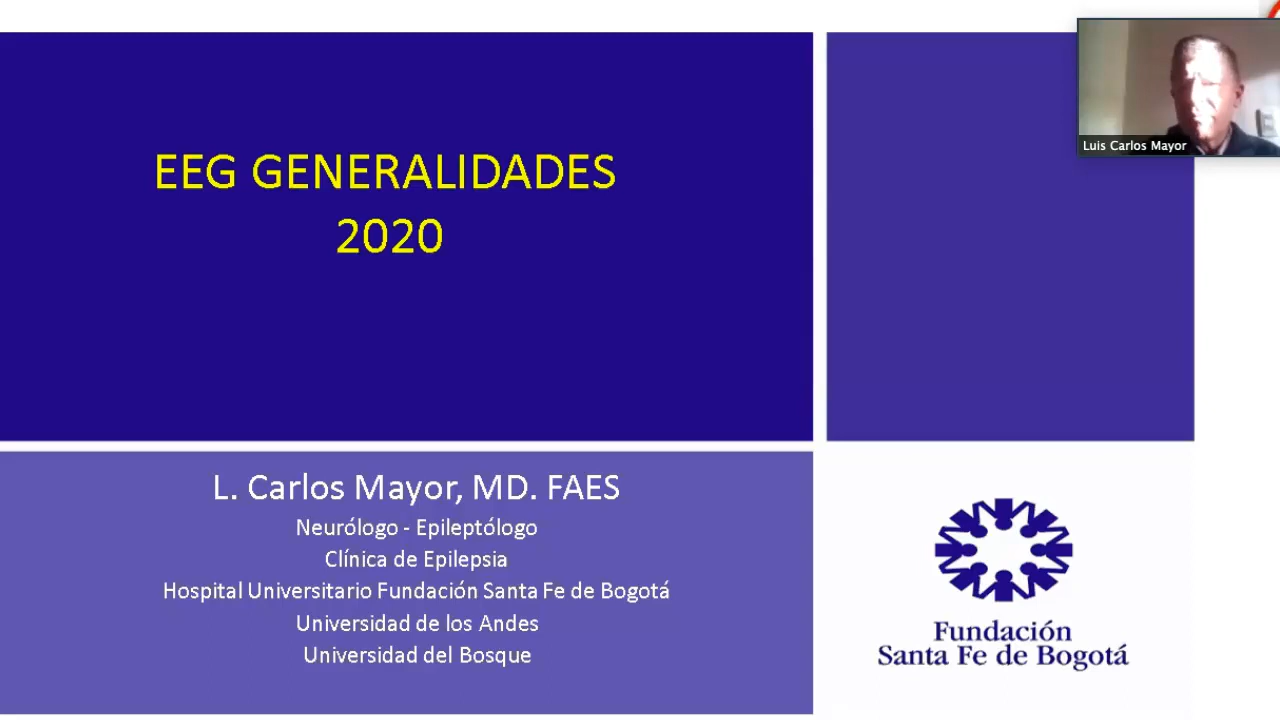 Luis Carlos Mayor
EEG GENERALIDADES
2020
L. Carlos Mayor, MD. FAES
Neurólogo - Epileptólogo
Clínica de Epilepsia
Hospital Universitario Fundación Santa Fe de Bogotá
Universidad de los Andes
Universidad del Bosque
Fundación
Santa Fe de Bogotá